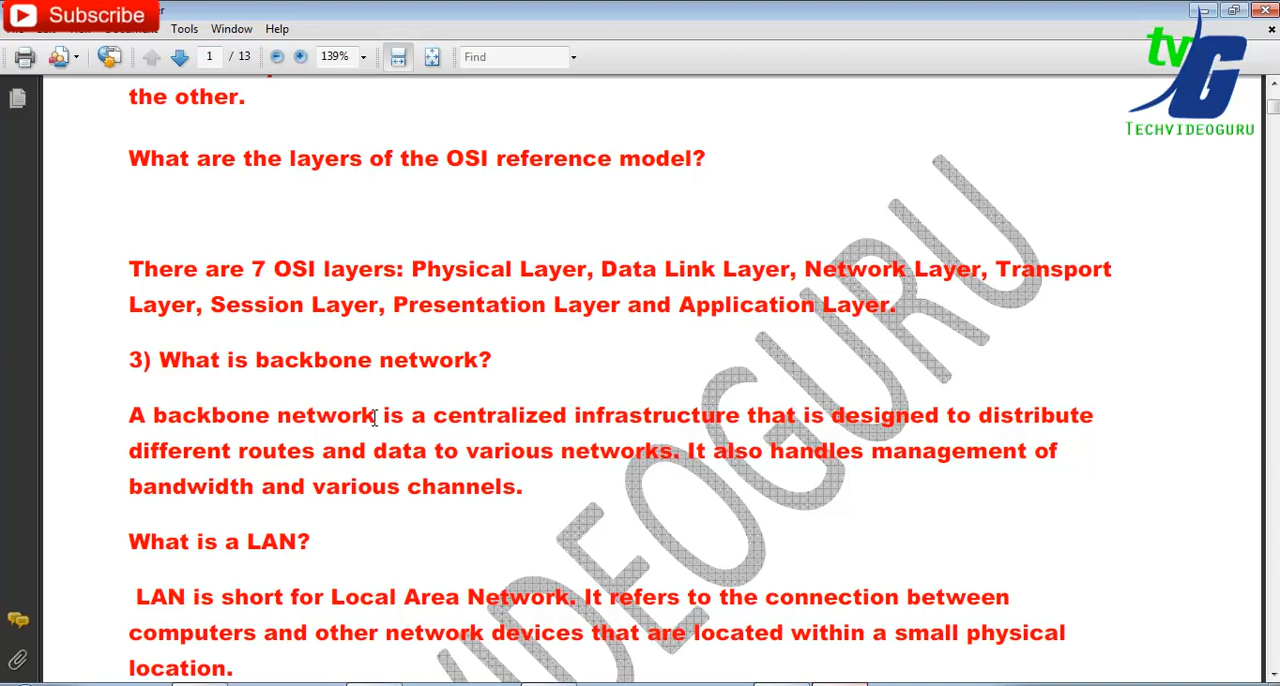 Subscribe
Tools Window Help
1 / 13 139% Find
tv G
TECHVIDEOGURU
the other.
What are the layers of the OSI reference model?
There are 7 OSI layers: Physical Layer, Data Link Layer, Network Layer, Transport
Layer, Session Layer, Presentation Layer and Application Layer.
3) What is backbone network?
A backbone network is a centralized infrastructure that is designed to distribute
different routes and data to various networks. It also handles management of
bandwidth and various channels.
What is a LAN?
LAN is short for Local Area Network. It refers to the connection between
computers and other network devices that are located within a small physical
location.
VIDEOGURU